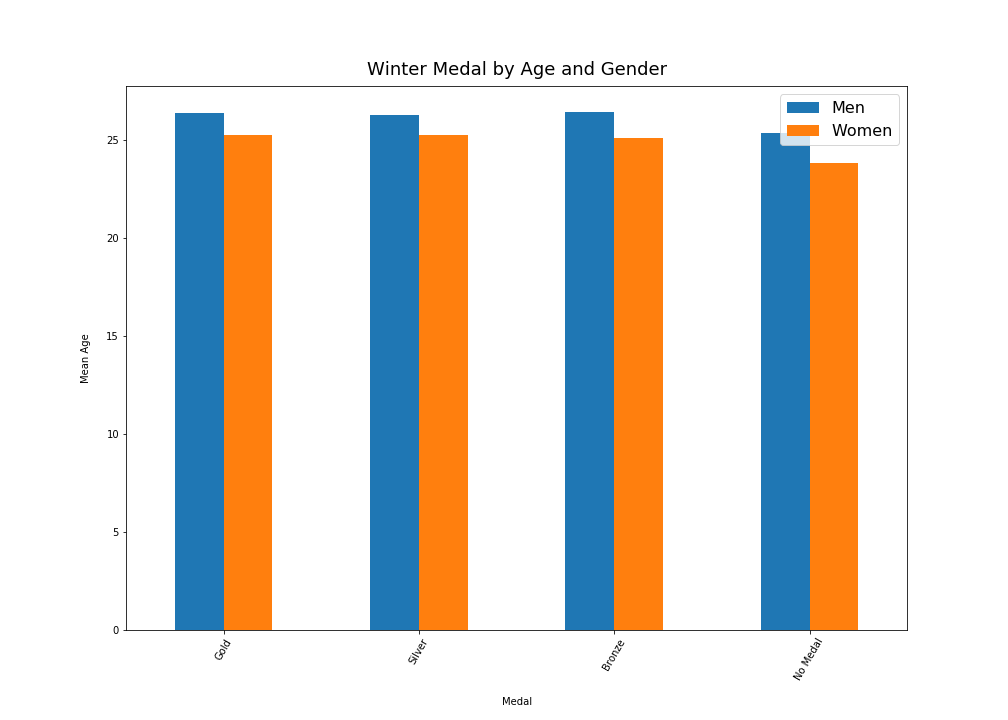 Winter Medal by Age and Gender
Men
Women
25
20
15
10
5
0
Mean Age
Gold
Silver
Bronze
No Medal
Medal